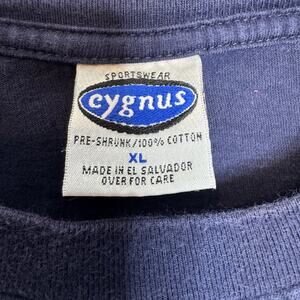 SPORTSWEAR
cygnus
PRE-SHRUNK/100% COTTON
XL
MADE IN EL SALVADOR
OVER FOR CARE